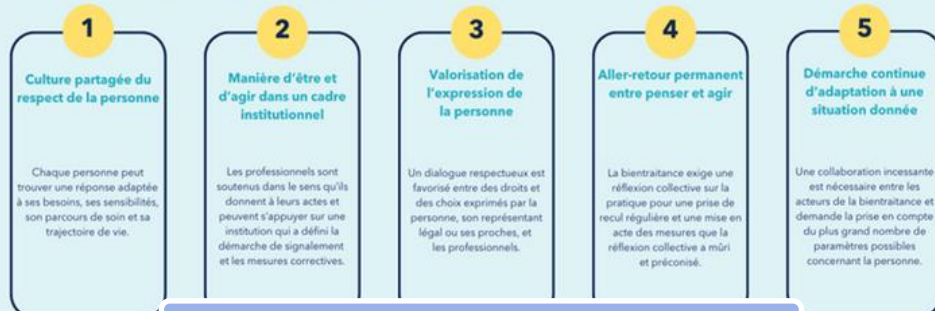 1
Culture partagée du
respect de la personne
Chaque personne peut
trouver une réponse adaptée
à ses besoins, ses sensibilités,
son parcours de soin et sa
trajectoire de vie.
2
Manière d'être et
d'agir dans un cadre
institutionnel
Les professionnels sont
soutenus dans le sens qu'ils
donnent à leurs actes et
peuvent s'appuyer sur une
institution qui a défini la
démarche de signalement
et les mesures correctives.
3
Valorisation de
l'expression de
la personne
Un dialogue respectueux est
favorisé entre des droits et
des choix exprimés par la
personne, son représentant
légal ou ses proches, et
les professionnels.
4
Aller-retour permanent
entre penser et agir
La bientraitance exige une
réflexion collective sur la
pratique pour une prise de
recul régulière et une mise en
acte des mesures que la
réflexion collective a mûri
et préconisé.
5
Démarche continue
d'adaptation à une
situation donnée
Une collaboration incessante
est nécessaire entre les
acteurs de la bientraitance et
demande la prise en compte
du plus grand nombre de
paramètres possibles
concernant la personne.